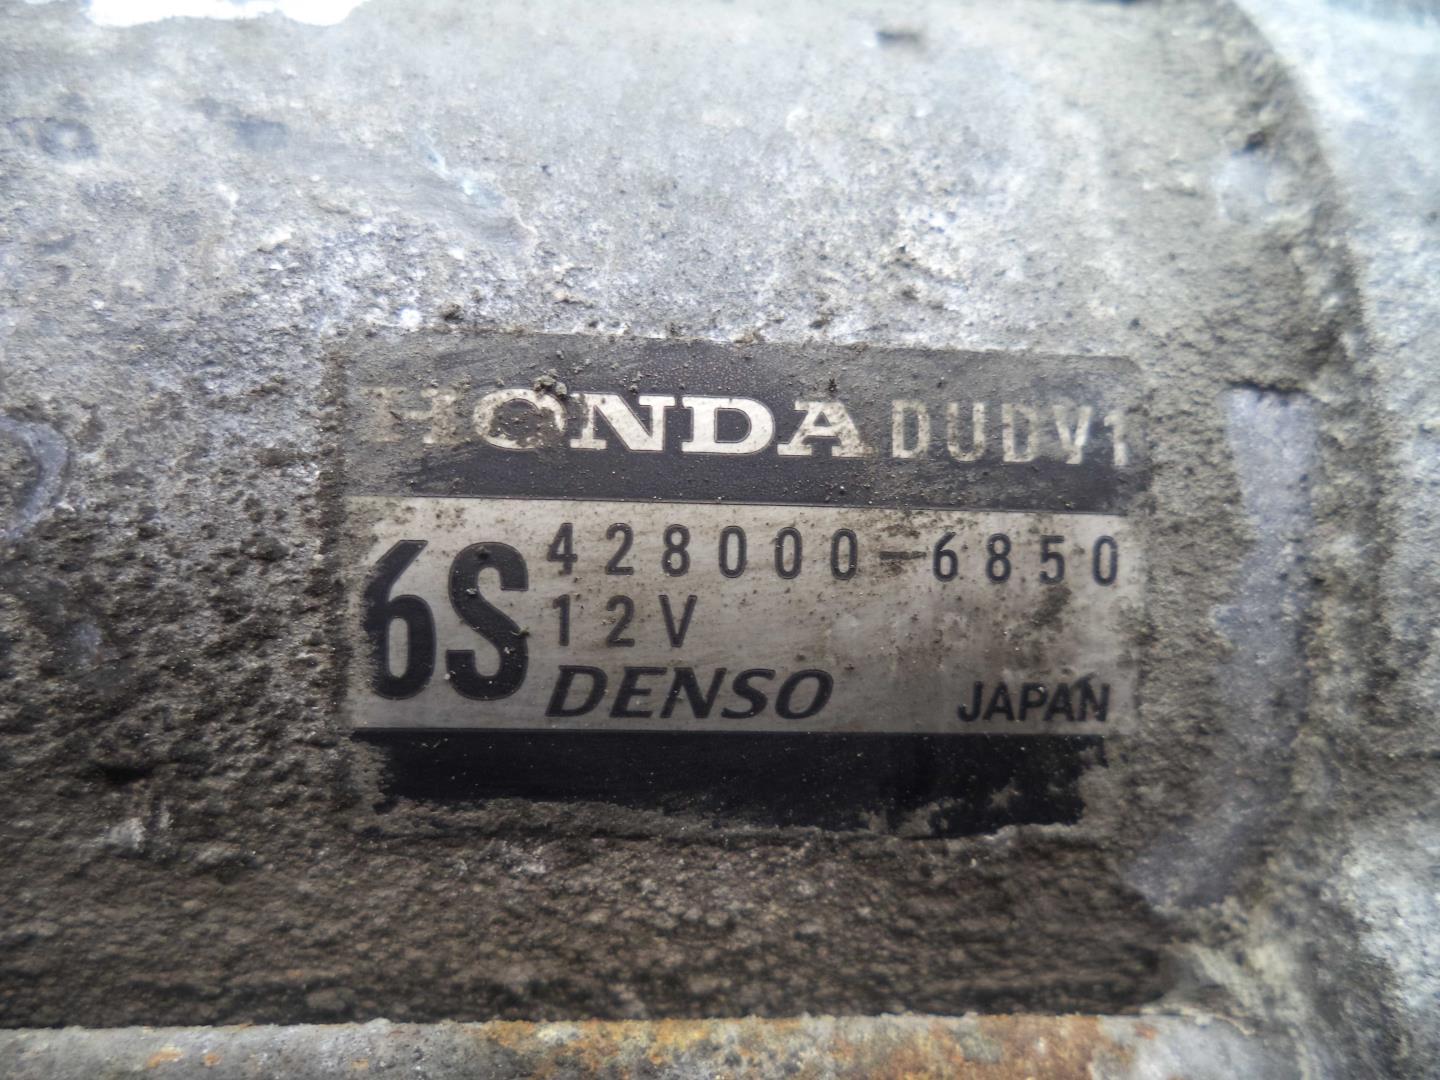 HONDA DUDV1
6S 428000-6850
12V
DENSO JAPAN